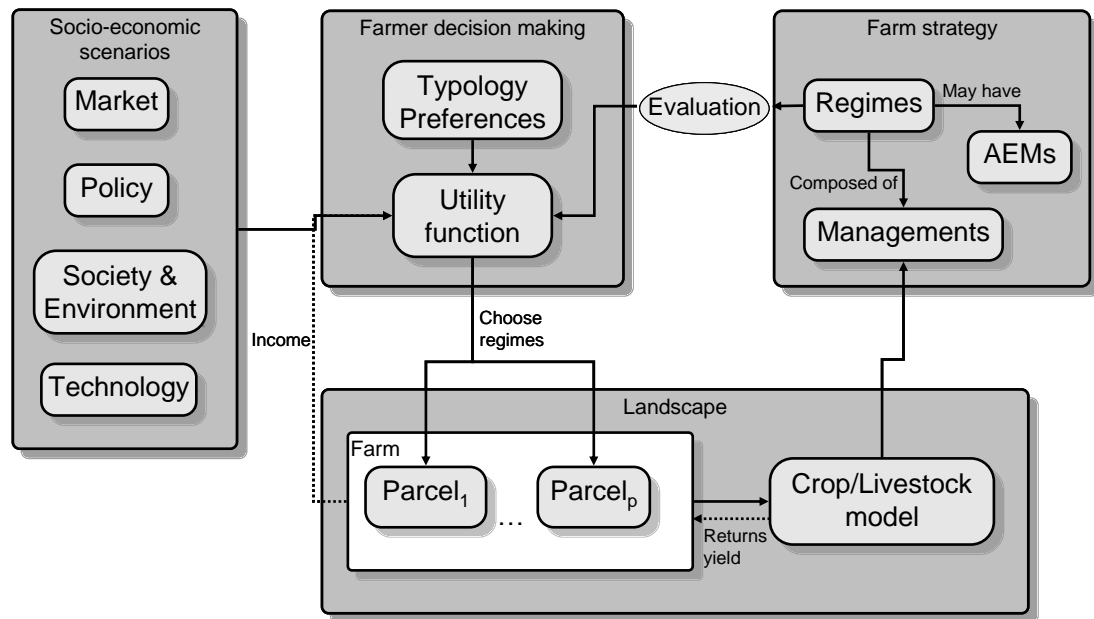 Socio-economic
scenarios
Market
Policy
Society &
Environment
Technology
Farmer decision making
Typology
Preferences
Utility
function
Evaluation
Farm strategy
Regimes
May have
AEMs
Composed of
Managements
Income
Choose
regimes
Landscape
Farm
Parcel1
...
Parcelp
Returns
yield
Crop/Livestock
model